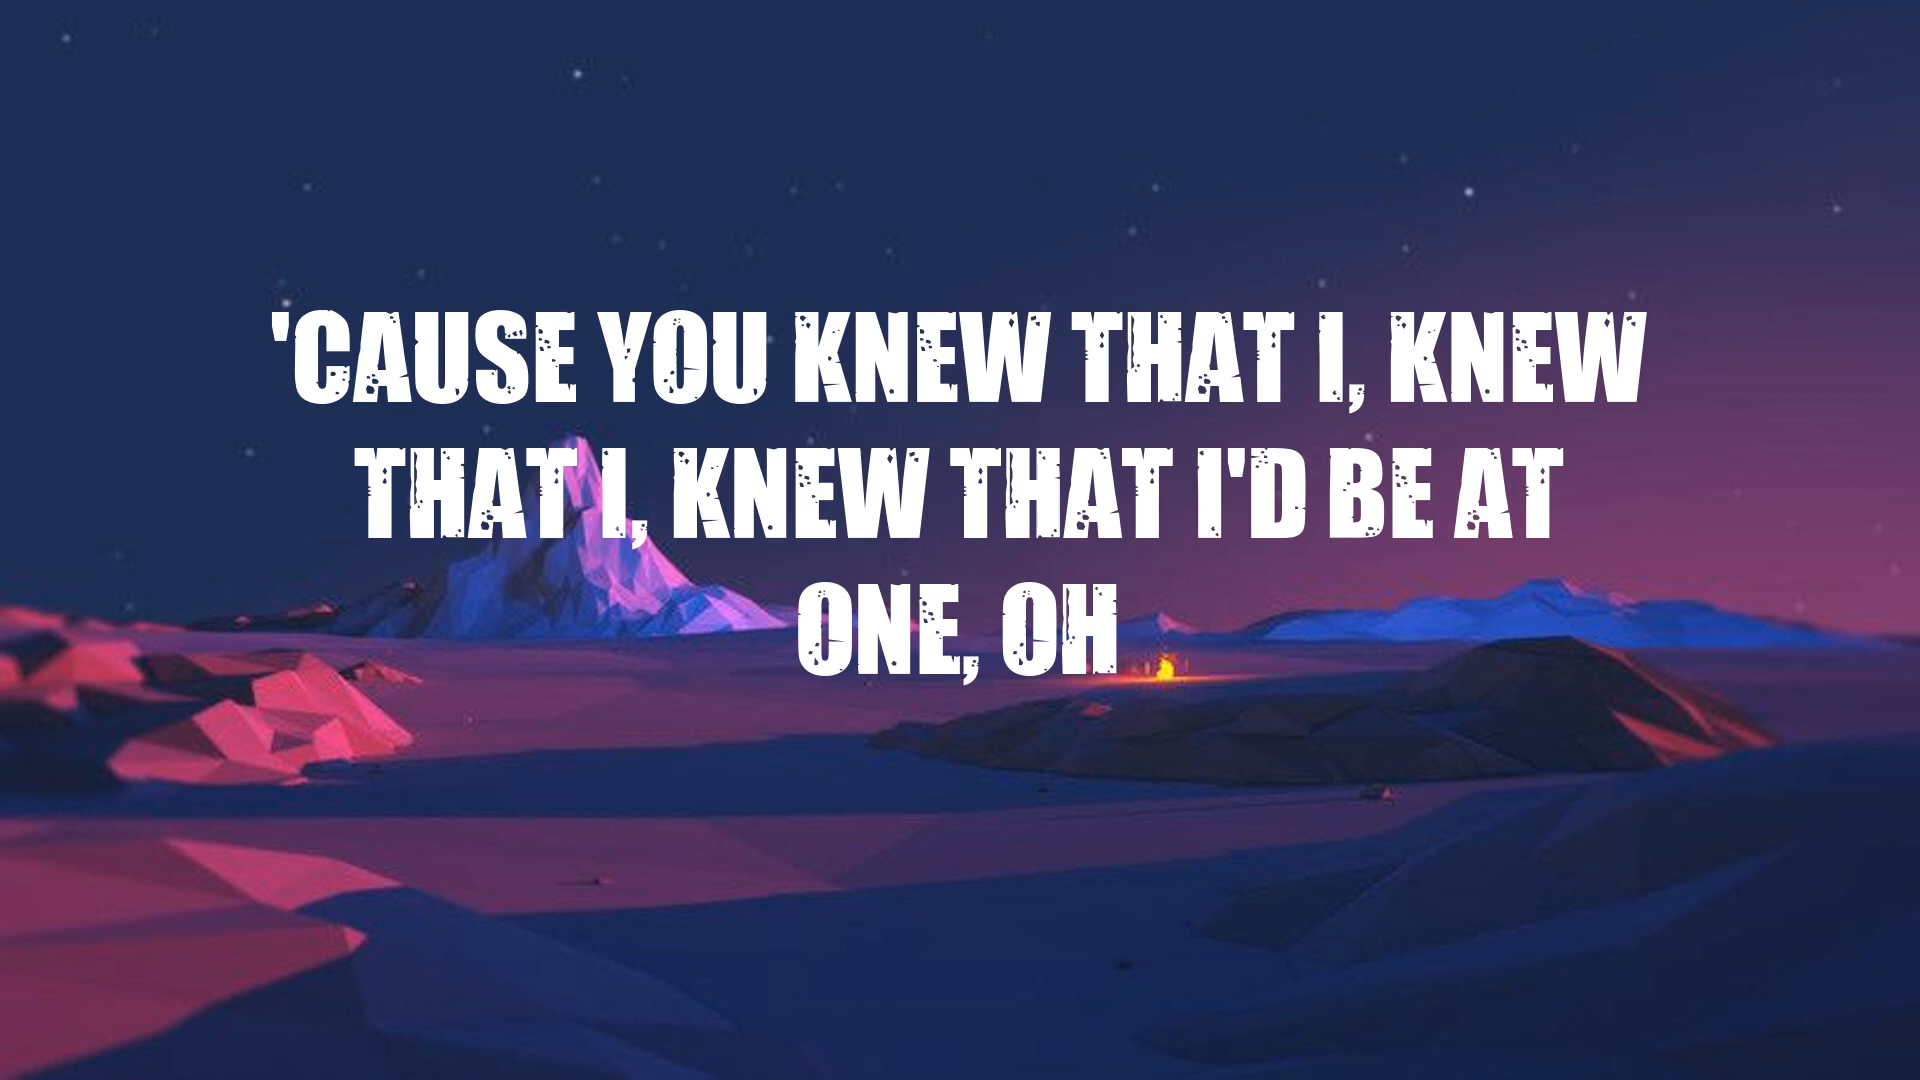 'CAUSE YOU KNEW THAT I, KNEW
THAT I, KNEW THAT I'D BE AT
ONE, OH